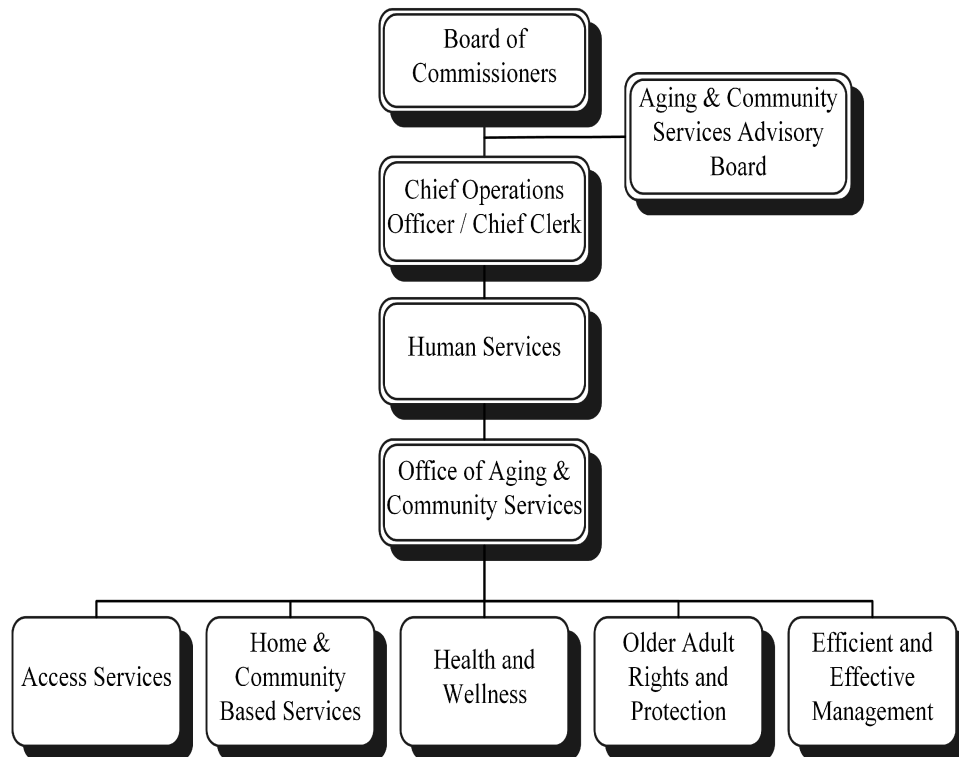 Board of
Commissioners
Aging & Community
Services Advisory
Board
Chief Operations
Officer / Chief Clerk
Human Services
Office of Aging &
Community Services
Access Services
Home &
Community
Based Services
Health and
Wellness
Older Adult
Rights and
Protection
Efficient and
Effective
Management